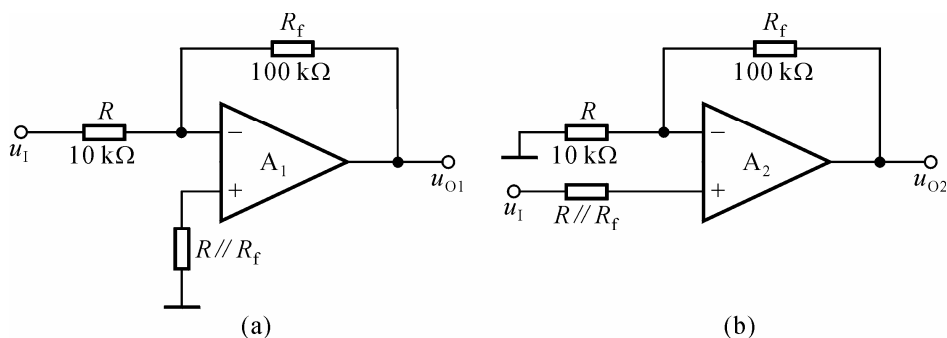 R_f
100 kΩ
R
10 kΩ
u_I
−
+
A_1
u_O1
R // R_f
(a)
R_f
100 kΩ
R
10 kΩ
u_I
R // R_f
−
+
A_2
u_O2
(b)